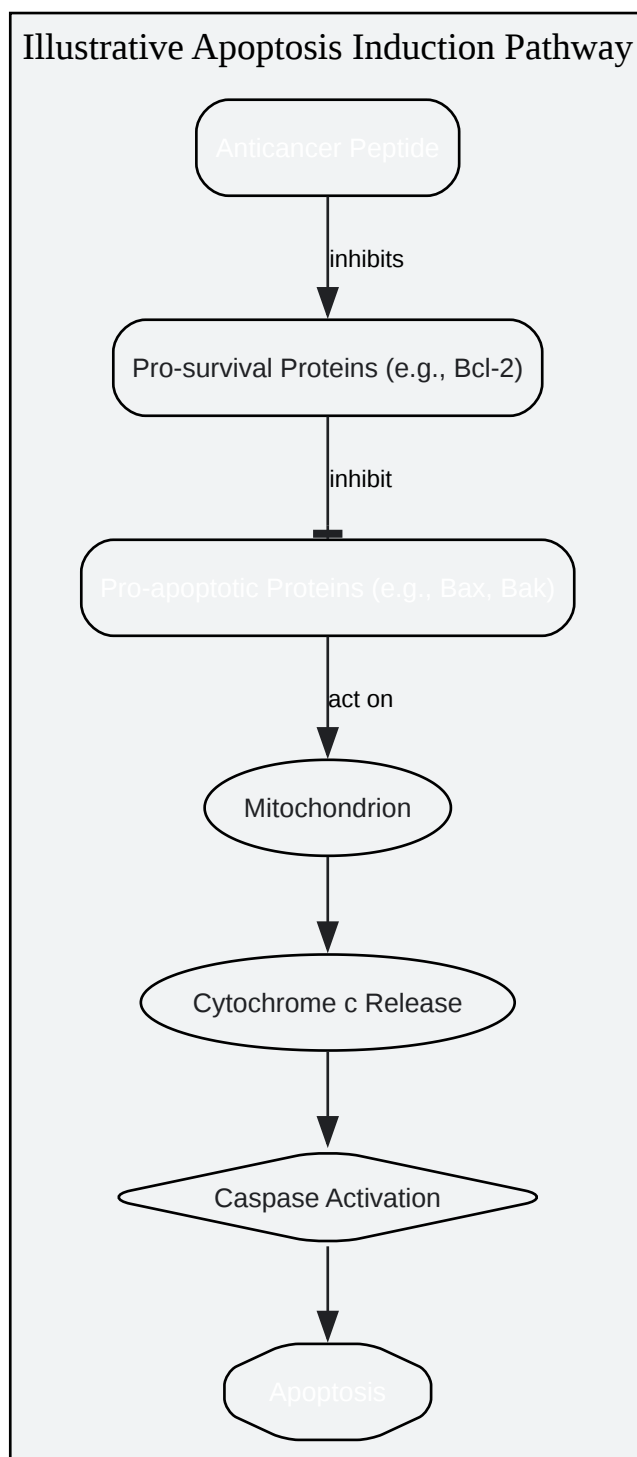 Illustrative Apoptosis Induction Pathway
Anticancer Peptide
inhibits
Pro-survival Proteins (e.g., Bcl-2)
inhibit
Pro-apoptotic Proteins (e.g., Bax, Bak)
act on
Mitochondrion
Cytochrome c Release
Caspase Activation
Apoptosis